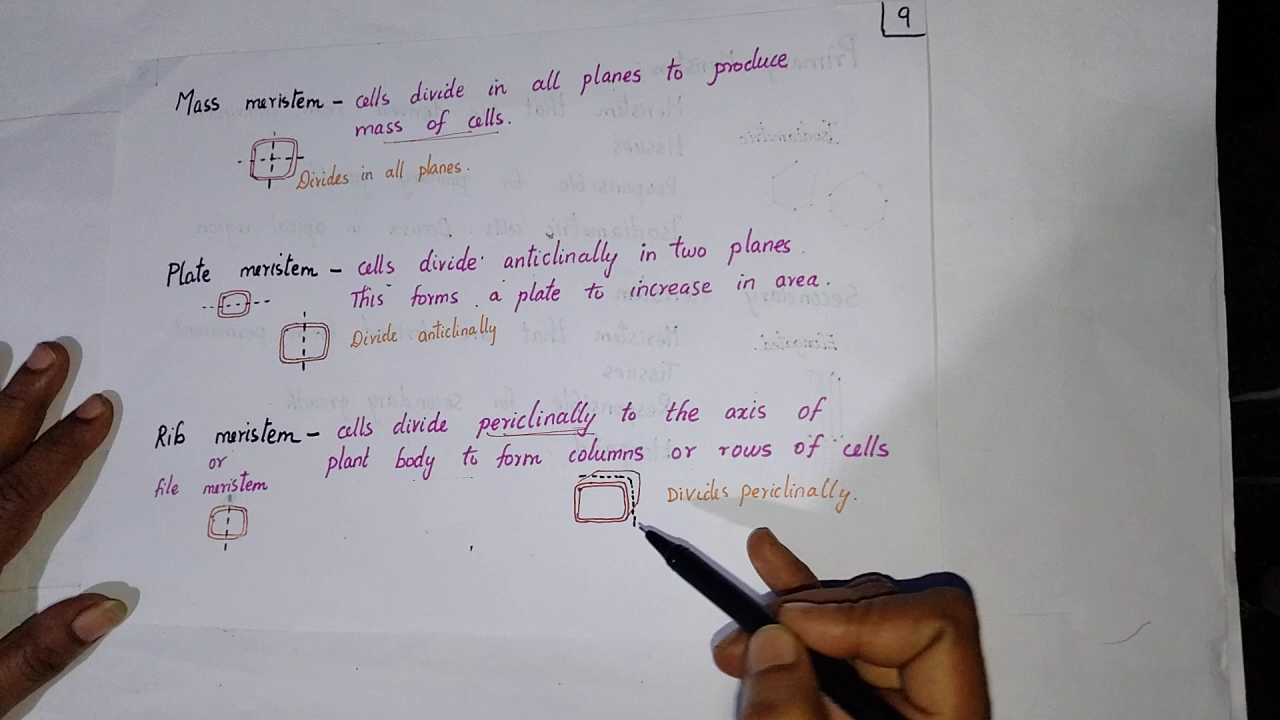 9
Mass meristem - cells divide in all planes to produce
mass of cells.
Divides in all planes.
Plate meristem - cells divide anticlinally in two planes.
This forms a plate to increase in area.
Divide anticlinally
Rib meristem - cells divide periclinally to the axis of
or plant body to form columns or rows of cells
file meristem
Divides periclinally.